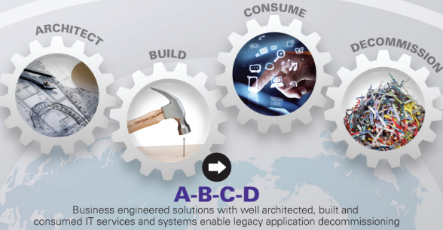 ARCHITECT
BUILD
CONSUME
DECOMMISSION
A-B-C-D
Business engineered solutions with well architected, built and
consumed IT services and systems enable legacy application decommissioning